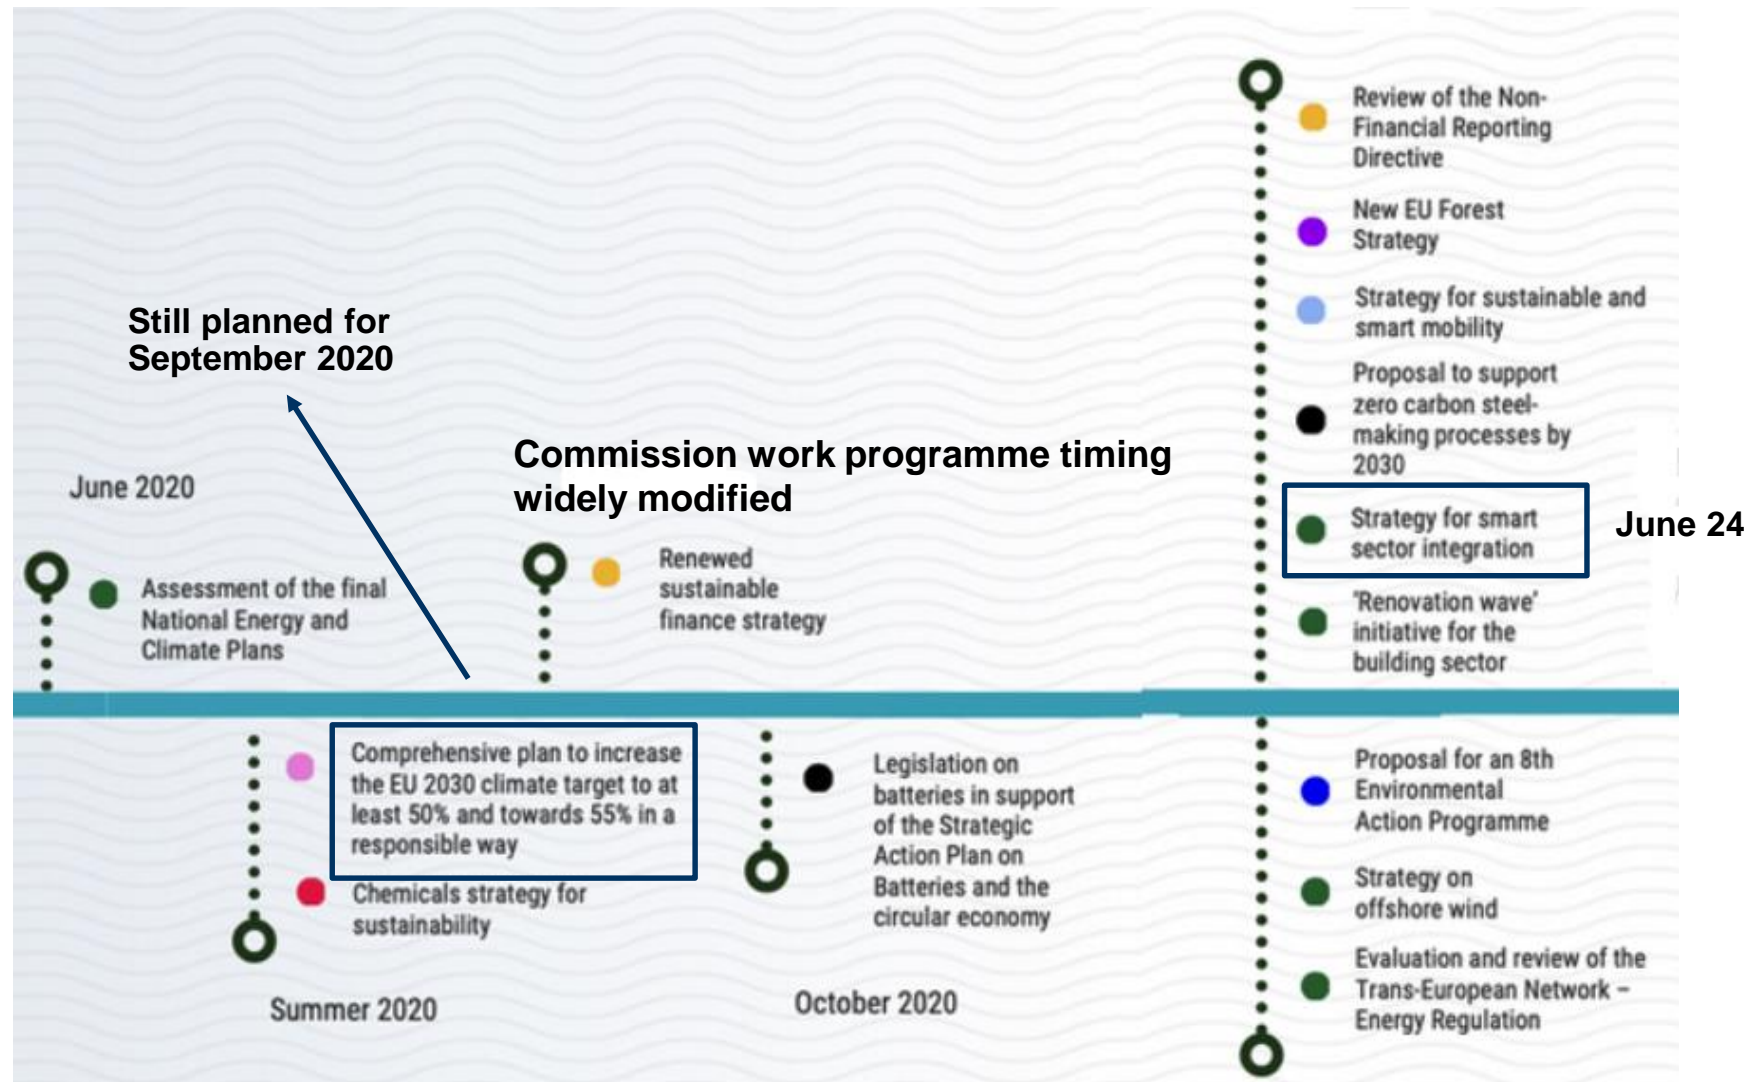 Still planned for
September 2020
June 2020
Assessment of the final
National Energy and
Climate Plans
Commission work programme timing
widely modified
Renewed
sustainable
finance strategy
Review of the Non-
Financial Reporting
Directive
New EU Forest
Strategy
Strategy for sustainable and
smart mobility
Proposal to support
zero carbon steel-
making processes by
2030
Strategy for smart
sector integration
June 24
'Renovation wave'
initiative for the
building sector
Comprehensive plan to increase
the EU 2030 climate target to at
least 50% and towards 55% in a
responsible way
Chemicals strategy for
sustainability
Summer 2020
Legislation on
batteries in support
of the Strategic
Action Plan on
Batteries and the
circular economy
October 2020
Proposal for an 8th
Environmental
Action Programme
Strategy on
offshore wind
Evaluation and review of the
Trans-European Network –
Energy Regulation